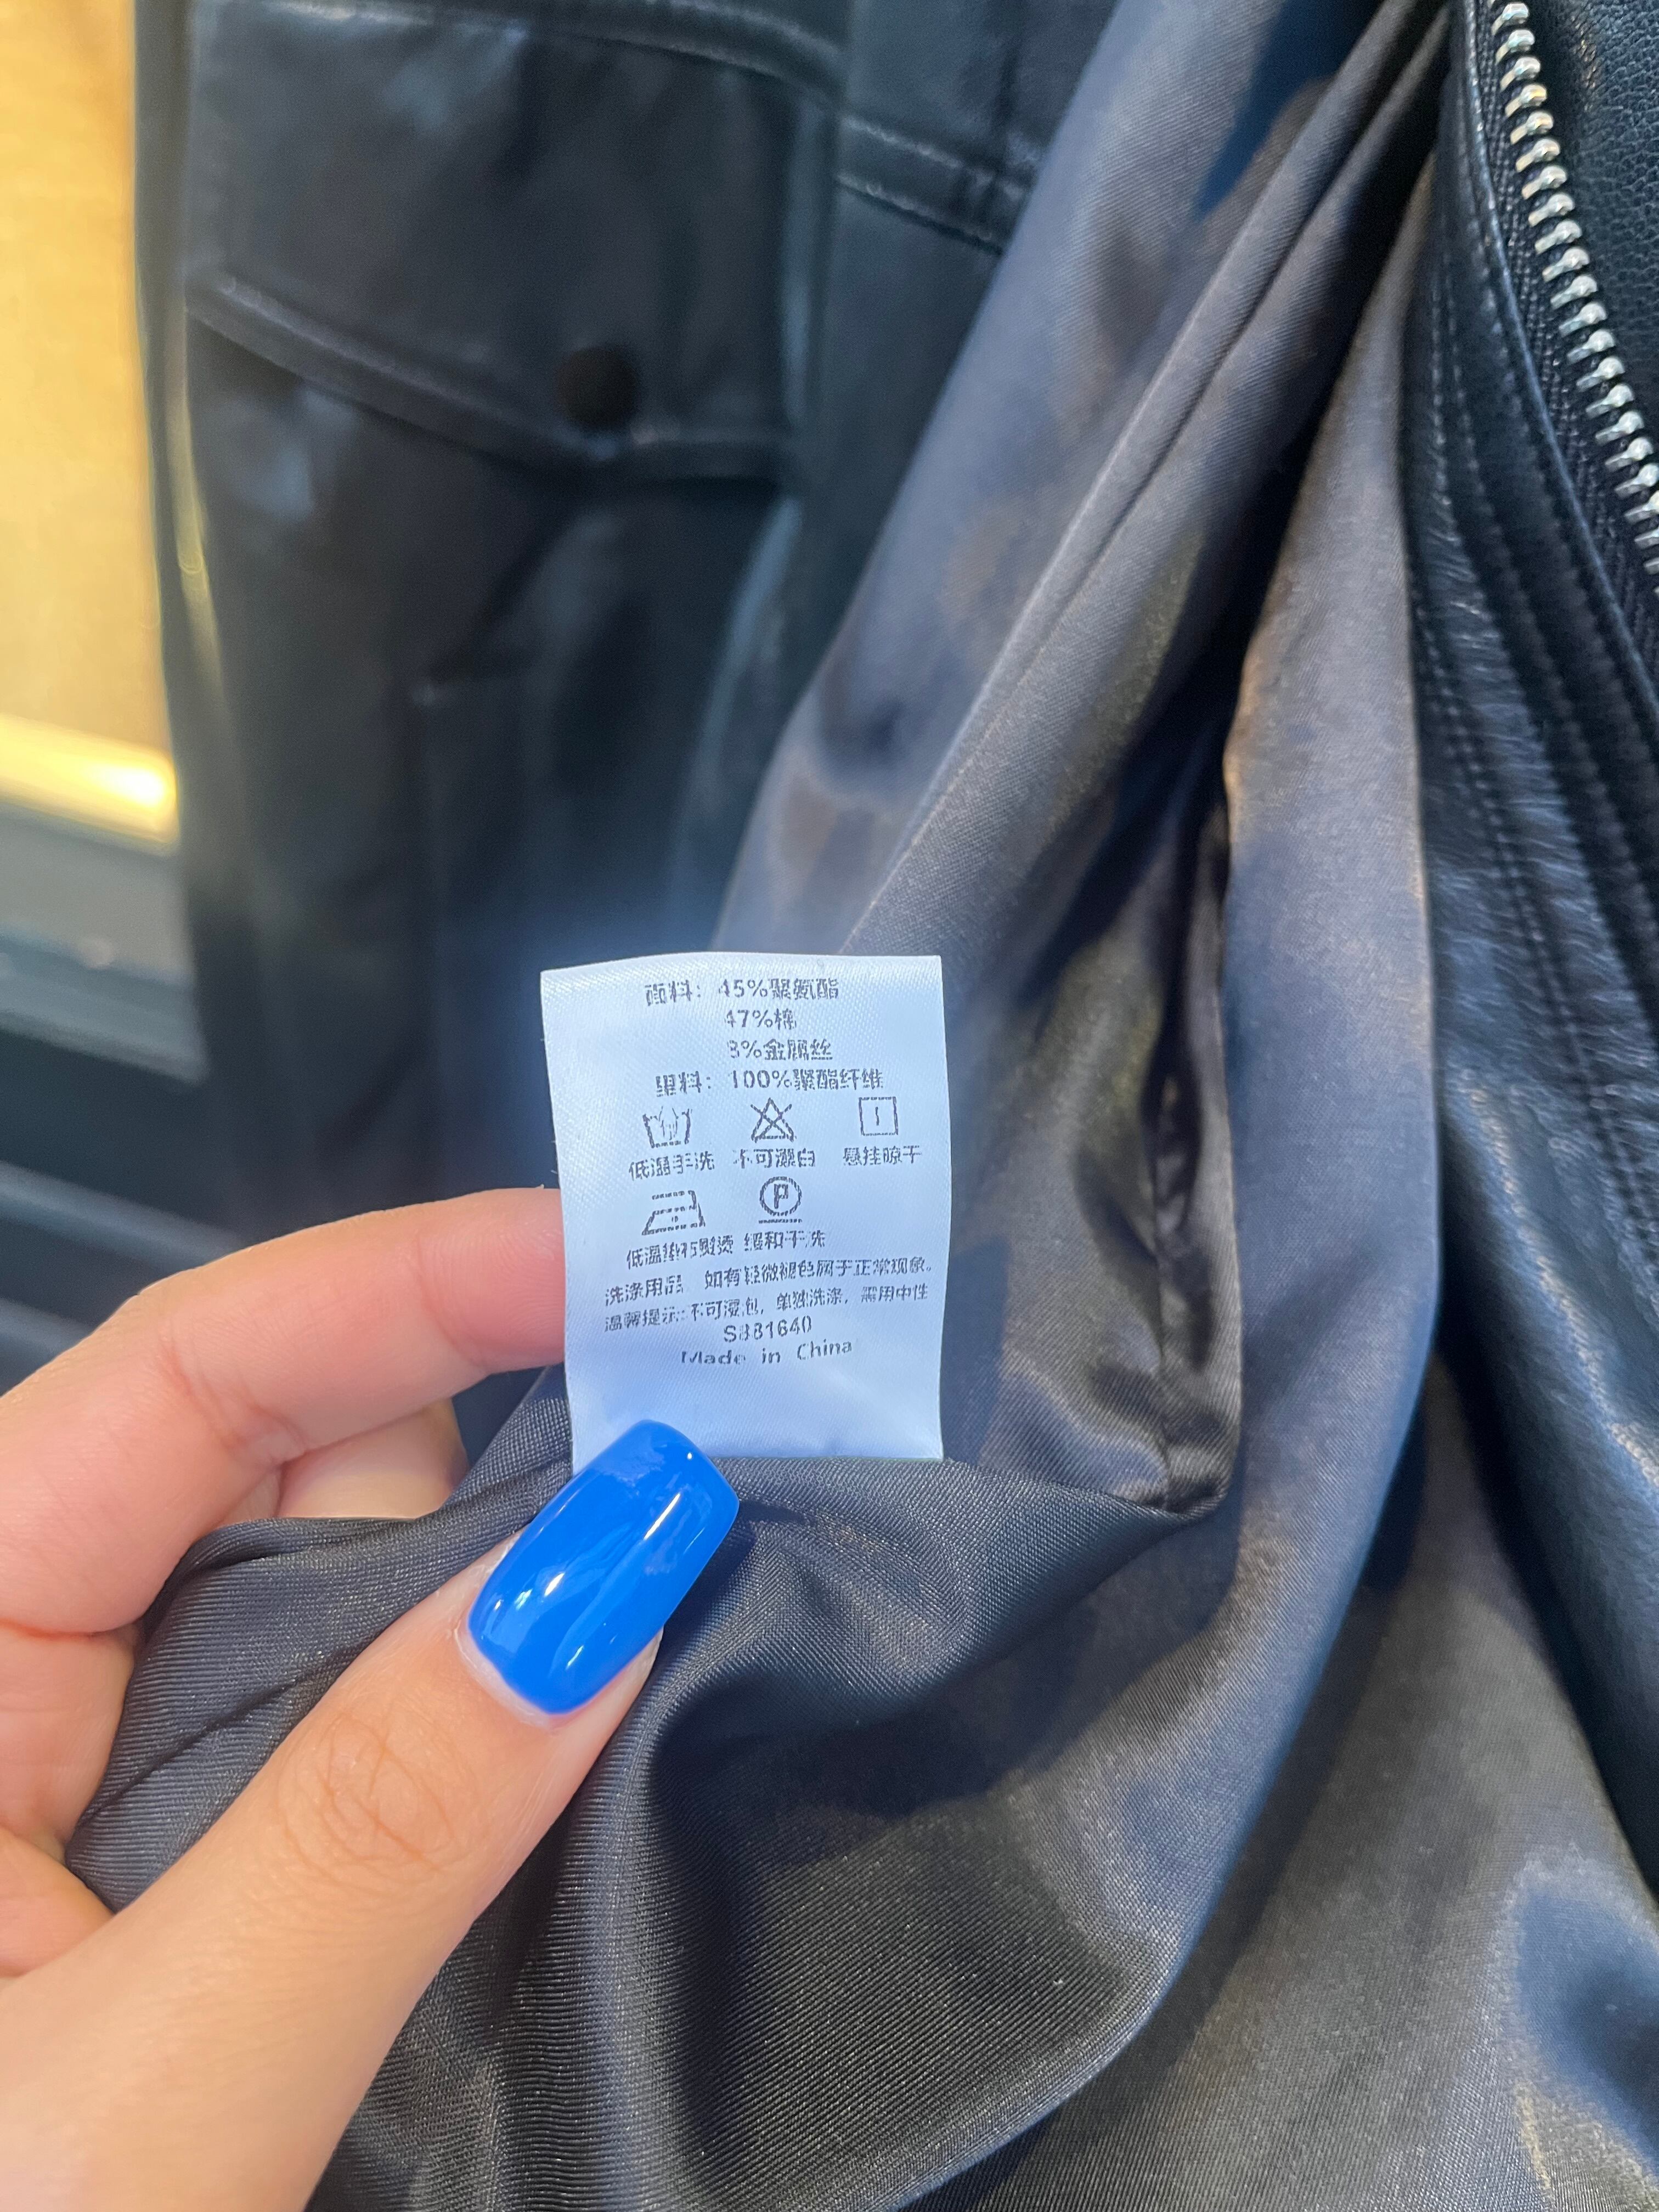 面料：45%聚氨酯
47%棉
8%金属丝
里料：100%聚酯纤维
低温手洗 不可漂白 悬挂晾干
P
低温垫布熨烫 缓和干洗
洗涤用品，如有轻微褪色属于正常现象。
温馨提示：不可浸泡，单独洗涤，需用中性
S881640
Made in China